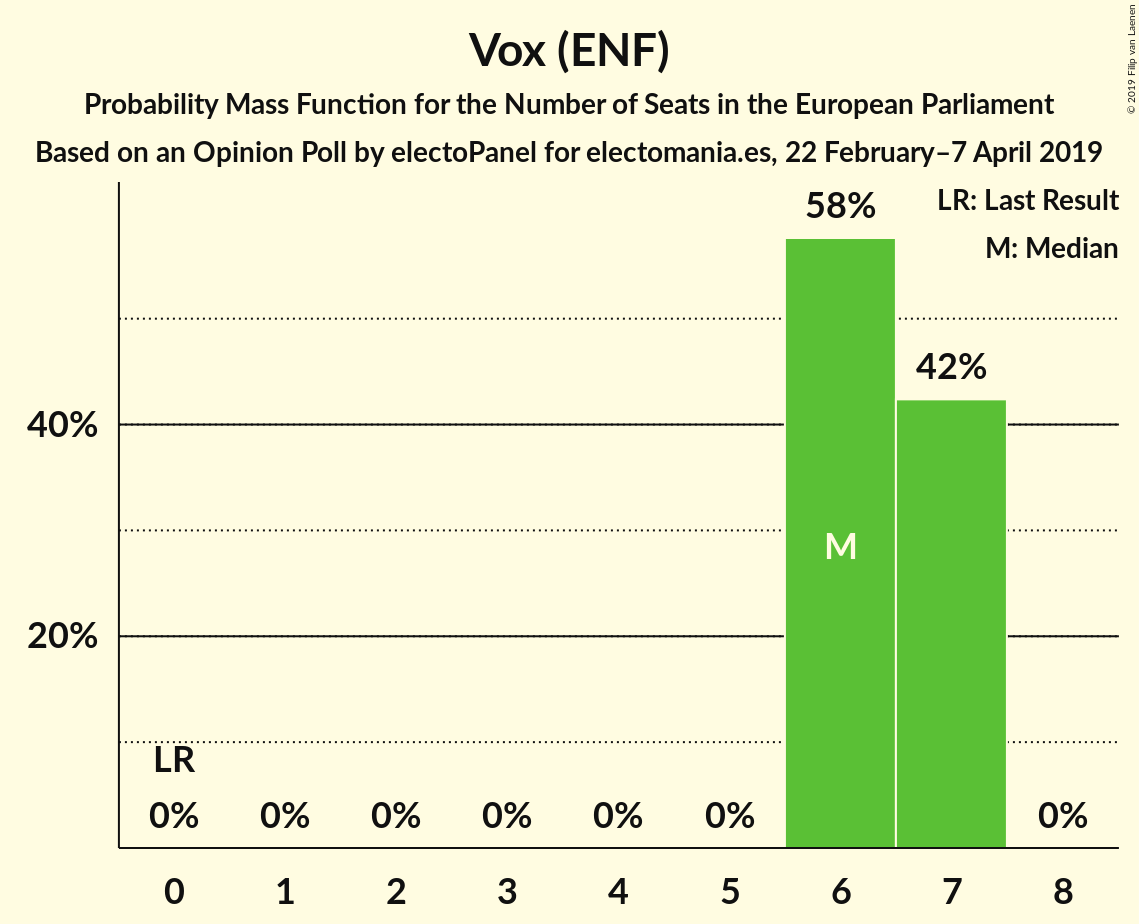 Vox (ENF)
Probability Mass Function for the Number of Seats in the European Parliament
Based on an Opinion Poll by electoPanel for electomania.es, 22 February–7 April 2019
© 2019 Filip van Laenen
LR: Last Result
M: Median
58%
42%
40%
M
20%
LR
0% 0% 0% 0% 0% 0% 0%
0 1 2 3 4 5 6 7 8